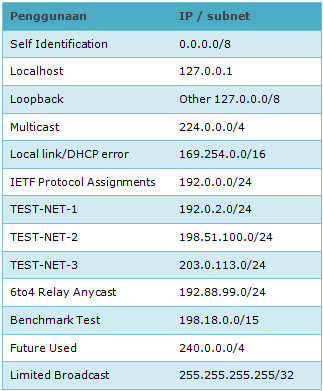 Penggunaan IP / subnet
Self Identification 0.0.0.0/8
Localhost 127.0.0.1
Loopback Other 127.0.0.0/8
Multicast 224.0.0.0/4
Local link/DHCP error 169.254.0.0/16
IETF Protocol Assignments 192.0.0.0/24
TEST-NET-1 192.0.2.0/24
TEST-NET-2 198.51.100.0/24
TEST-NET-3 203.0.113.0/24
6to4 Relay Anycast 192.88.99.0/24
Benchmark Test 198.18.0.0/15
Future Used 240.0.0.0/4
Limited Broadcast 255.255.255.255/32